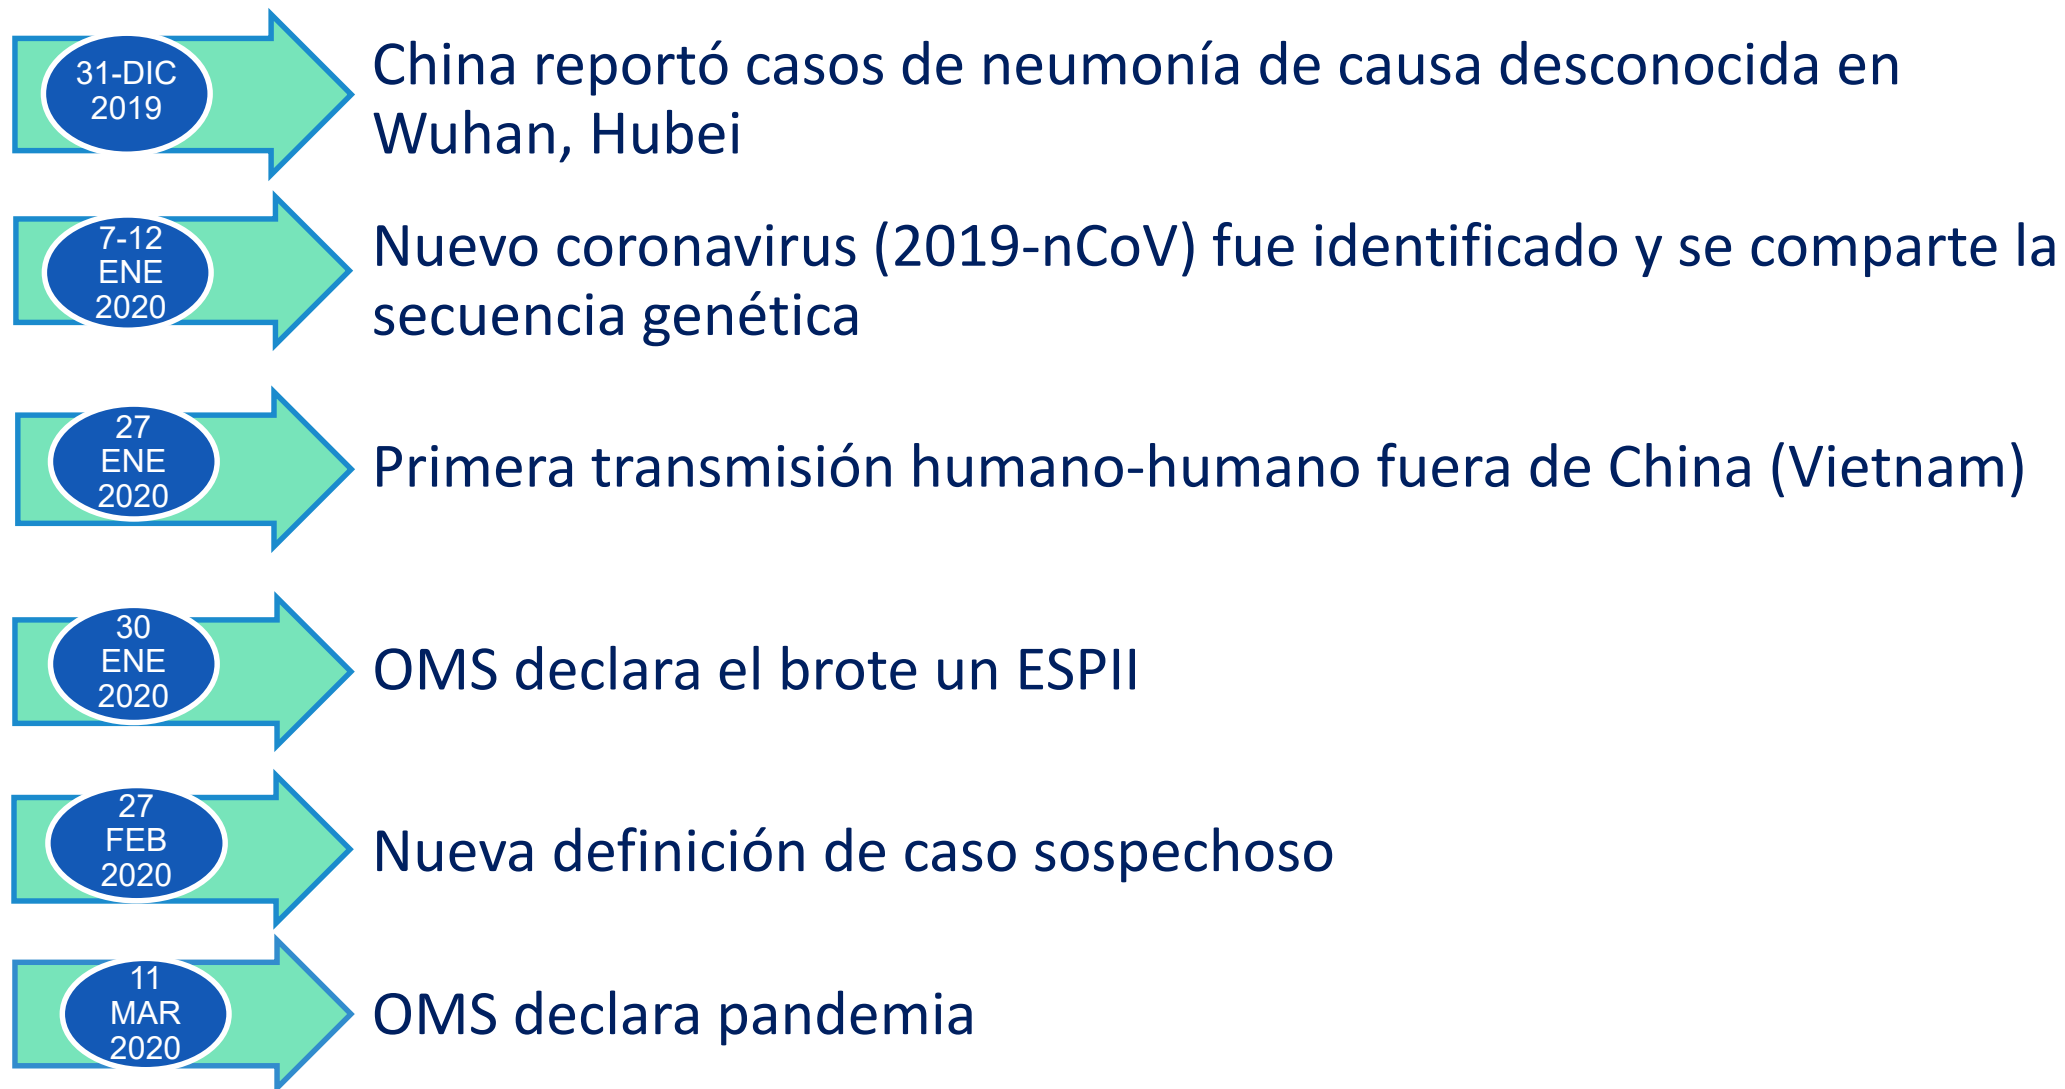 31-DIC
2019
China reportó casos de neumonía de causa desconocida en
Wuhan, Hubei
7-12
ENE
2020
Nuevo coronavirus (2019-nCoV) fue identificado y se comparte la
secuencia genética
27
ENE
2020
Primera transmisión humano-humano fuera de China (Vietnam)
30
ENE
2020
OMS declara el brote un ESPII
27
FEB
2020
Nueva definición de caso sospechoso
11
MAR
2020
OMS declara pandemia